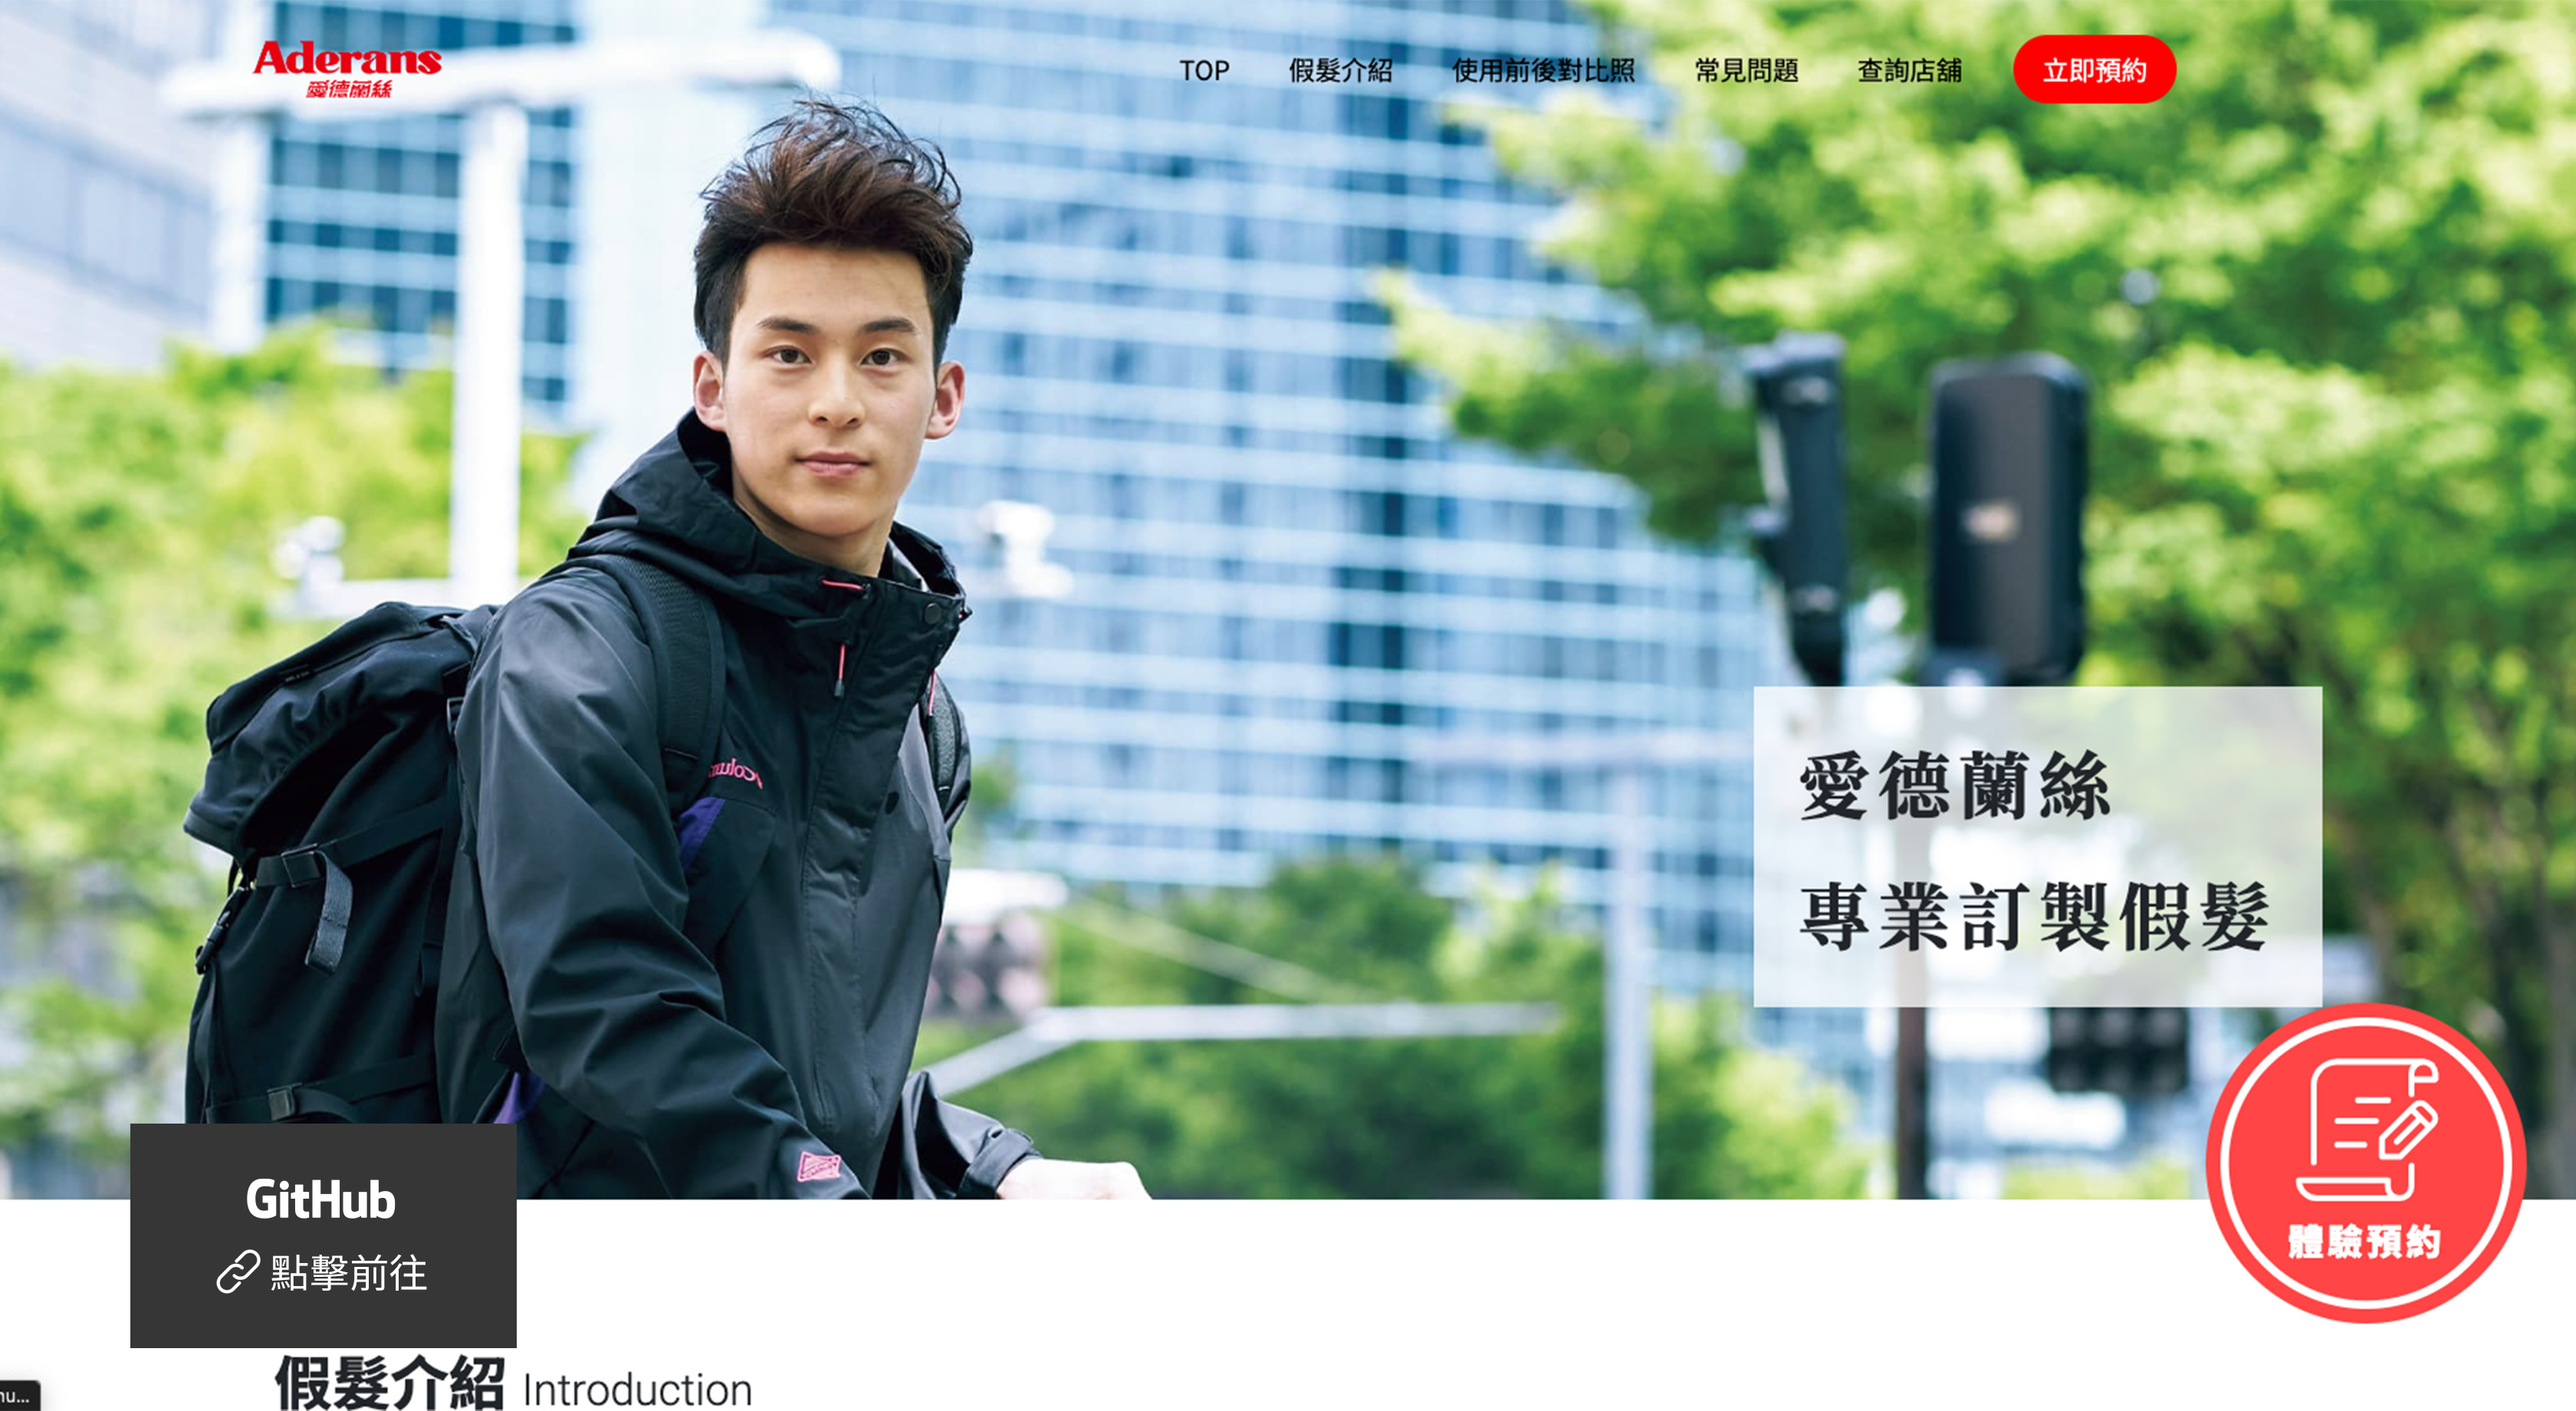 Aderans
愛德蘭絲
TOP
假髮介紹
使用前後對比照
常見問題
查詢店舖
立即預約
愛德蘭絲
專業訂製假髮
體驗預約
GitHub
點擊前往
假髮介紹 Introduction